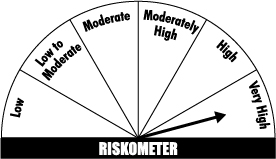 Low
Low to
Moderate
Moderate
Moderately
High
High
Very High
RISKOMETER